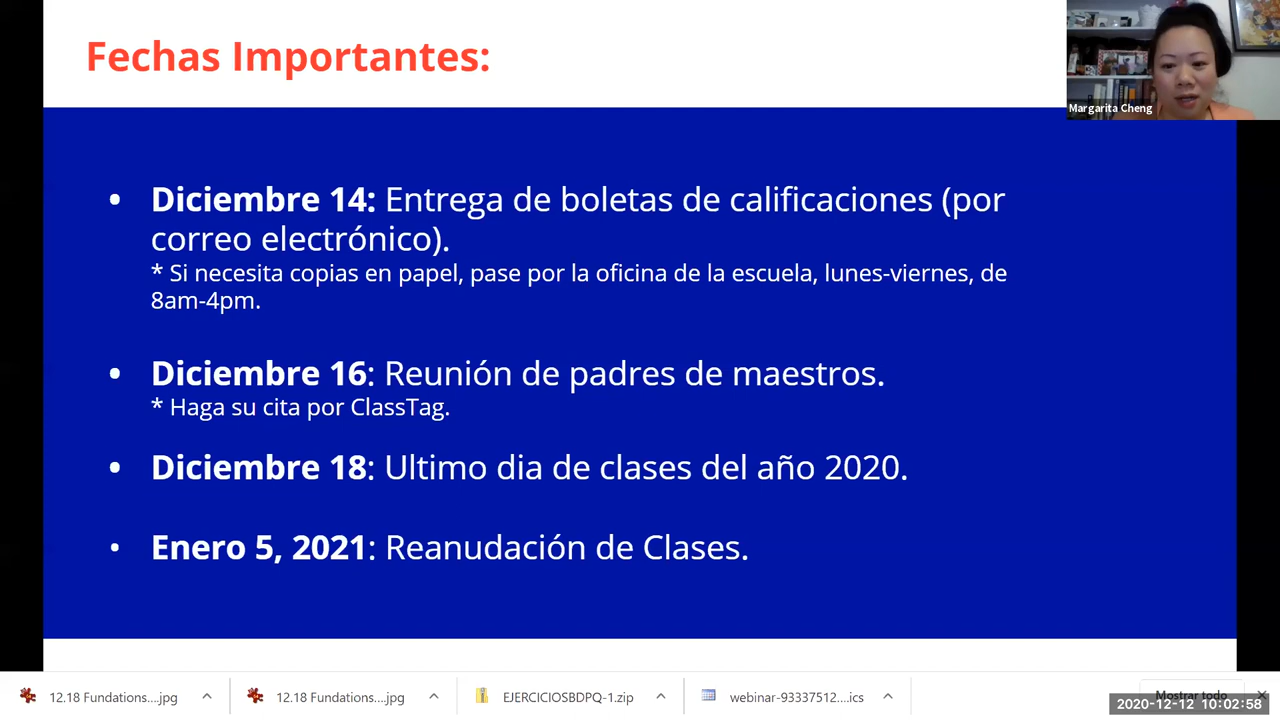 Fechas Importantes:
Margarita Cheng
• Diciembre 14: Entrega de boletas de calificaciones (por
correo electrónico).
* Si necesita copias en papel, pase por la oficina de la escuela, lunes-viernes, de
8am-4pm.
• Diciembre 16: Reunión de padres de maestros.
* Haga su cita por ClassTag.
• Diciembre 18: Ultimo dia de clases del año 2020.
• Enero 5, 2021: Reanudación de Clases.
12.18 Fundations....jpg
12.18 Fundations....jpg
EJERCICIOSBDPQ-1.zip
webinar-93337512....ics
Mostrar todo
2020-12-12 10:02:58